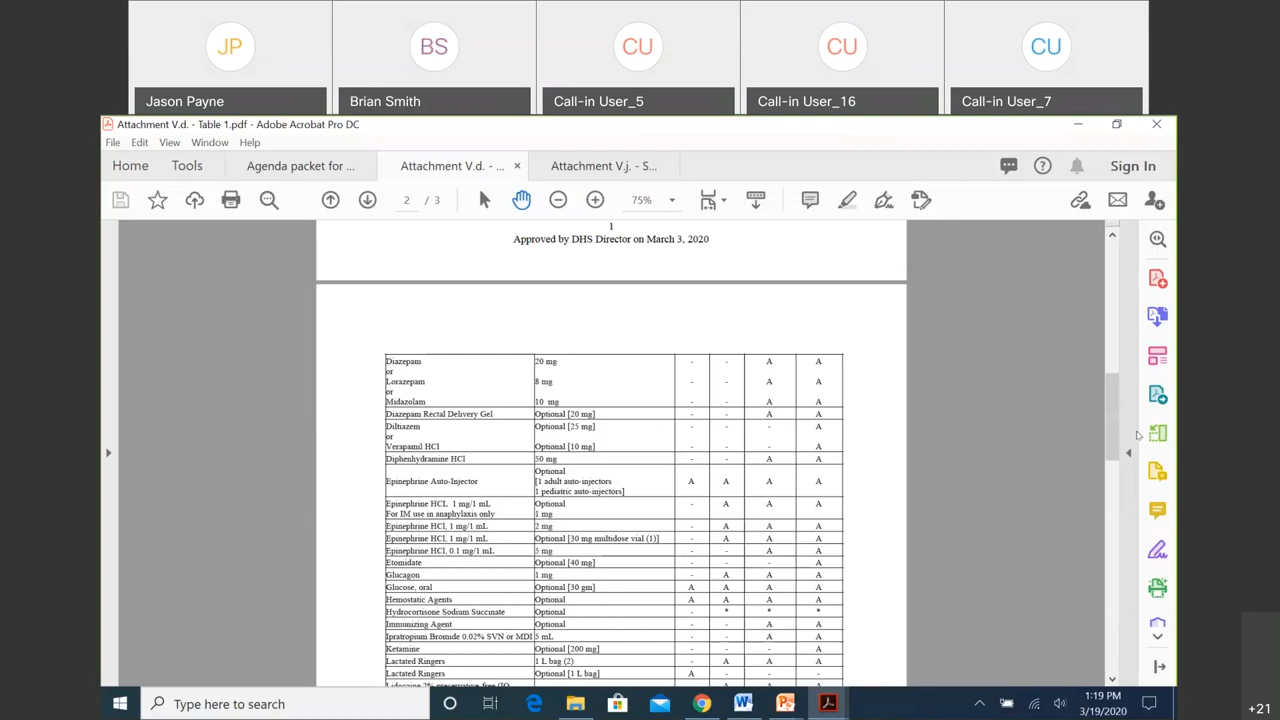 JP
BS
CU
CU
CU
Jason Payne
Brian Smith
Call-in User_5
Call-in User_16
Call-in User_7
Attachment V.d. - Table 1.pdf - Adobe Acrobat Pro DC
File Edit View Window Help
Home Tools Agenda packet for ... Attachment V.d. - ... × Attachment V.j. - S... Sign In
2 / 3 75%
1
Approved by DHS Director on March 3, 2020
Diazepam 20 mg - - A A
or
Lorazepam 8 mg - - A A
or
Midazolam 10 mg - - A A
Diazepam Rectal Delivery Gel Optional [20 mg] - - A A
Diltiazem Optional [25 mg] - - - A
or
Verapamil HCl Optional [10 mg] - - - A
Diphenhydramine HCl 50 mg - - A A
Optional
Epinephrine Auto-Injector [1 adult auto-injectors A A A A
1 pediatric auto-injectors]
Epinephrine HCL 1 mg/1 mL Optional - A A A
For IM use in anaphylaxis only 1 mg
Epinephrine HCl, 1 mg/1 mL 2 mg - A A A
Epinephrine HCl, 1 mg/1 mL Optional [30 mg multidose vial (1)] - A A A
Epinephrine HCl, 0.1 mg/1 mL 5 mg - - A A
Etomidate Optional [40 mg] - - - A
Glucagon 1 mg - A A A
Glucose, oral Optional [30 gm] A A A A
Hemostatic Agents Optional A A A A
Hydrocortisone Sodium Succinate Optional - * * *
Immunizing Agent Optional - - A A
Ipratropium Bromide 0.02% SVN or MDI 5 mL - - A A
Ketamine Optional [200 mg] - - - A
Lactated Ringers 1 L bag (2) - A A A
Lactated Ringers Optional [1 L bag] A - - -
Lidocaine 2% preservative-free (IO
Type here to search
1:19 PM
3/19/2020
+21